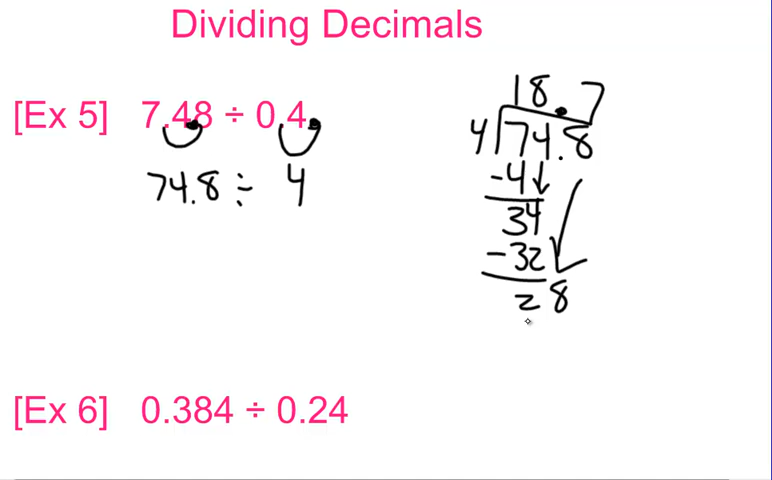 Dividing Decimals
[Ex 5] 7.48 ÷ 0.4.
74.8 ÷ 4
18.7
4 74.8
-4
34
-32
28
[Ex 6] 0.384 ÷ 0.24